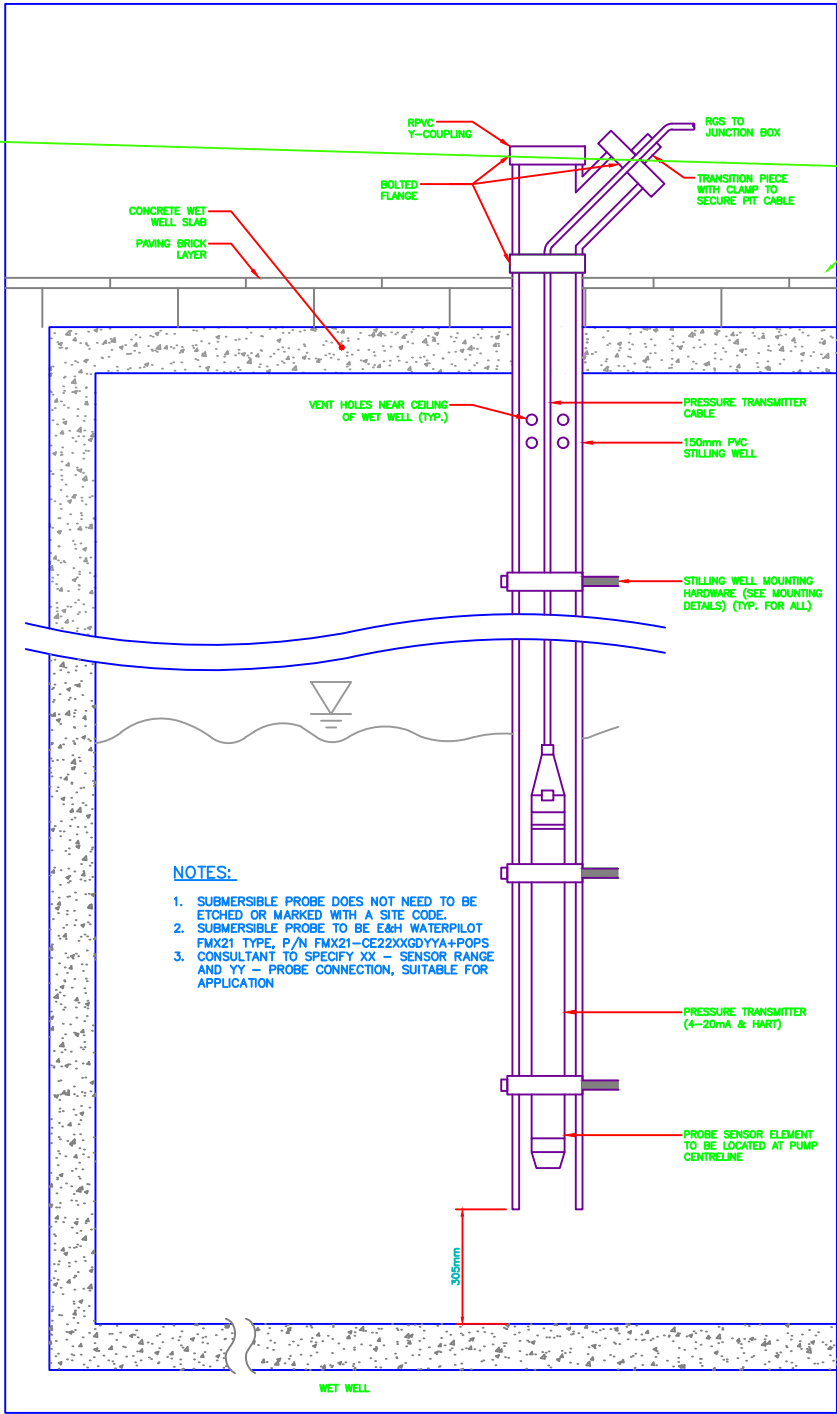 RPVC
Y-COUPLING
RGS TO
JUNCTION BOX
BOLTED
FLANGE
TRANSITION PIECE
WITH CLAMP TO
SECURE PIT CABLE
CONCRETE WET
WELL SLAB
PAVING BRICK
LAYER
VENT HOLES NEAR CEILING
OF WET WELL (TYP.)
PRESSURE TRANSMITTER
CABLE
150mm PVC
STILLING WELL
STILLING WELL MOUNTING
HARDWARE (SEE MOUNTING
DETAILS) (TYP. FOR ALL)
NOTES:
1. SUBMERSIBLE PROBE DOES NOT NEED TO BE
ETCHED OR MARKED WITH A SITE CODE.
2. SUBMERSIBLE PROBE TO BE E&H WATERPILOT
FMX21 TYPE, P/N FMX21-CE22XXGDYYA+POPS
3. CONSULTANT TO SPECIFY XX - SENSOR RANGE
AND YY - PROBE CONNECTION, SUITABLE FOR
APPLICATION
PRESSURE TRANSMITTER
(4-20mA & HART)
PROBE SENSOR ELEMENT
TO BE LOCATED AT PUMP
CENTRELINE
305mm
WET WELL